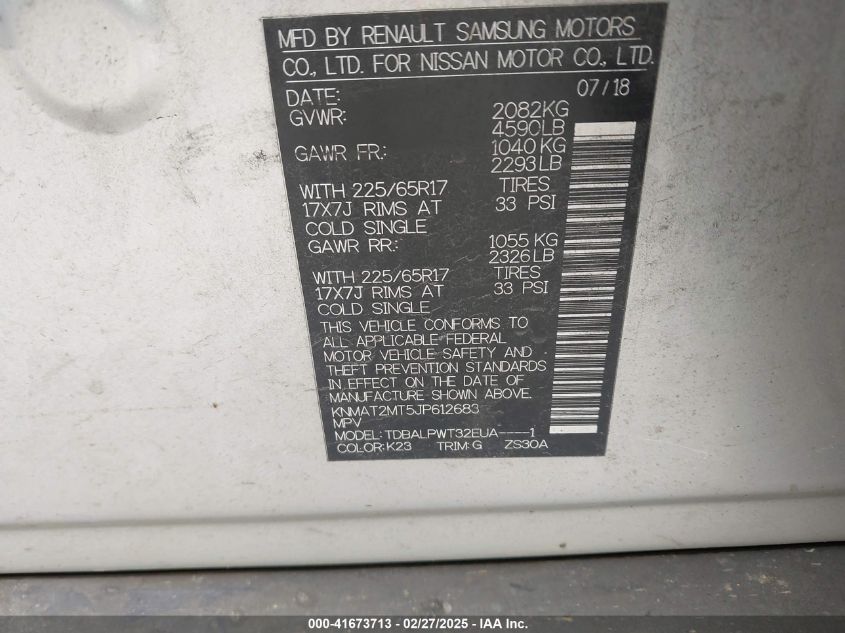 MFD BY RENAULT SAMSUNG MOTORS
CO., LTD. FOR NISSAN MOTOR CO., LTD.
DATE: 07/18
GVWR: 2082KG
4590LB
GAWR FR: 1040KG
2293LB
WITH 225/65R17 TIRES
17X7J RIMS AT 33 PSI
COLD SINGLE
GAWR RR: 1055 KG
2326LB
WITH 225/65R17 TIRES
17X7J RIMS AT 33 PSI
COLD SINGLE
THIS VEHICLE CONFORMS TO
ALL APPLICABLE FEDERAL
MOTOR VEHICLE SAFETY AND
THEFT PREVENTION STANDARDS
IN EFFECT ON THE DATE OF
MANUFACTURE SHOWN ABOVE.
KNMAT2MT5JP612683
MPV
MODEL: TDBALPWT32EUA----1
COLOR:K23 TRIM:G ZS30A
000-41673713 - 02/27/2025 - IAA Inc.